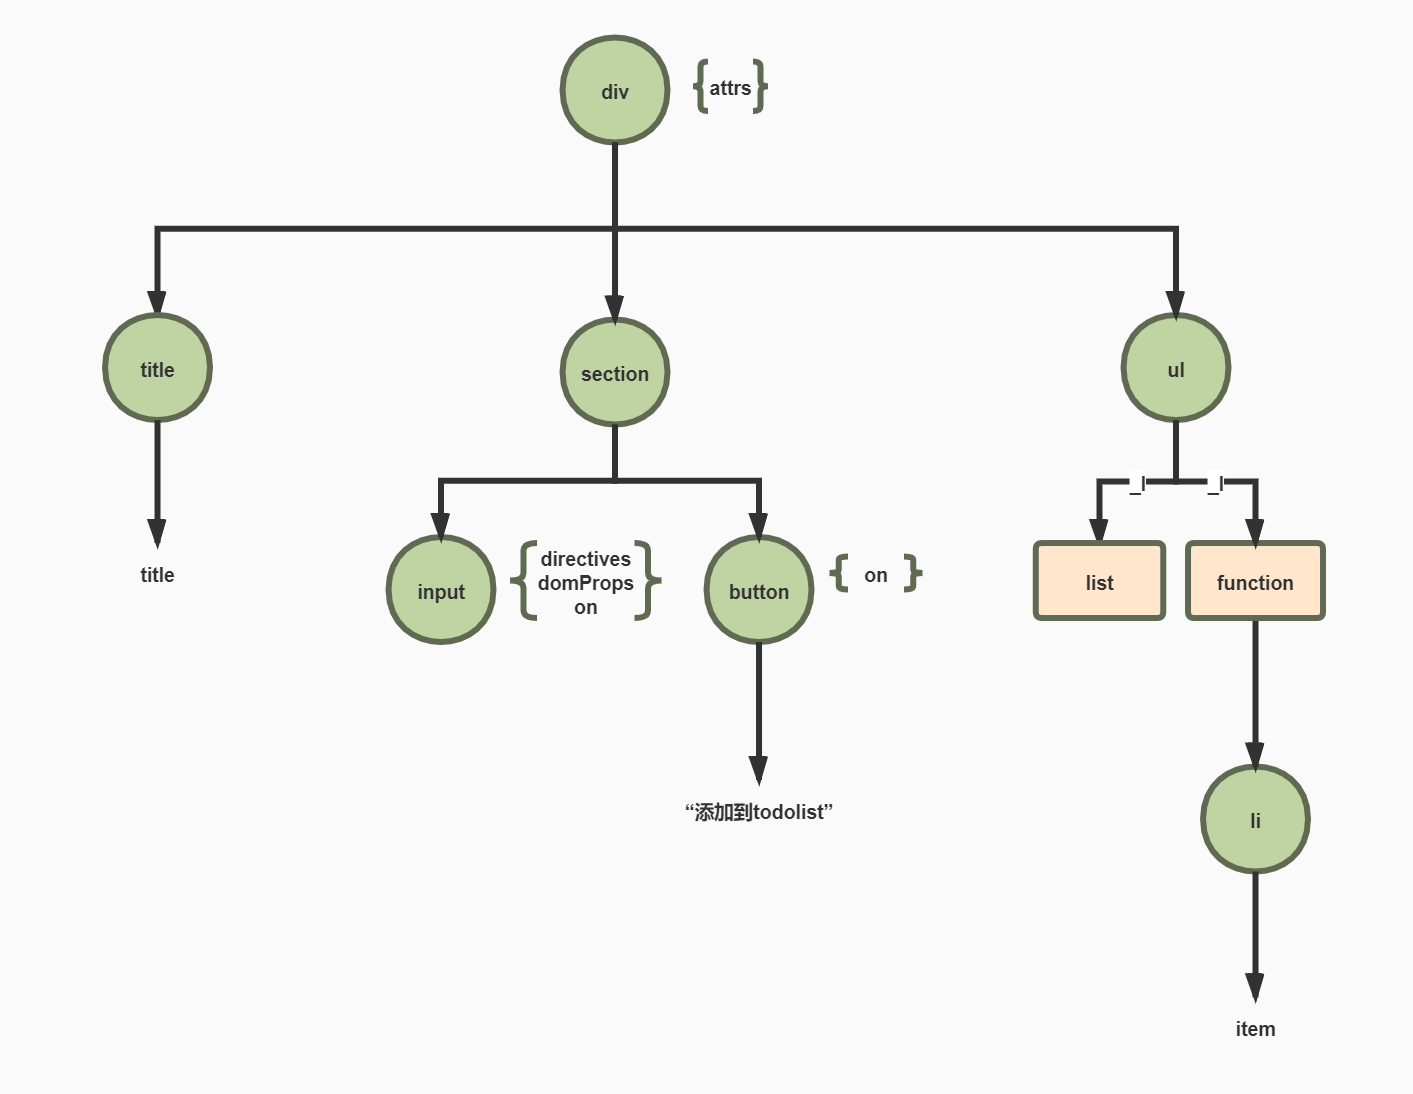 div
{attrs}
title
section
ul
_l
_l
title
input
{directives
domProps
on}
button
{ on }
list
function
“添加到todolist”
li
item